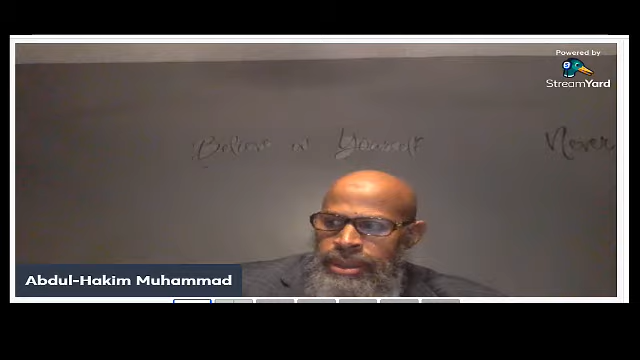 Powered by
StreamYard
Believe in Yourself
Never
Abdul-Hakim Muhammad